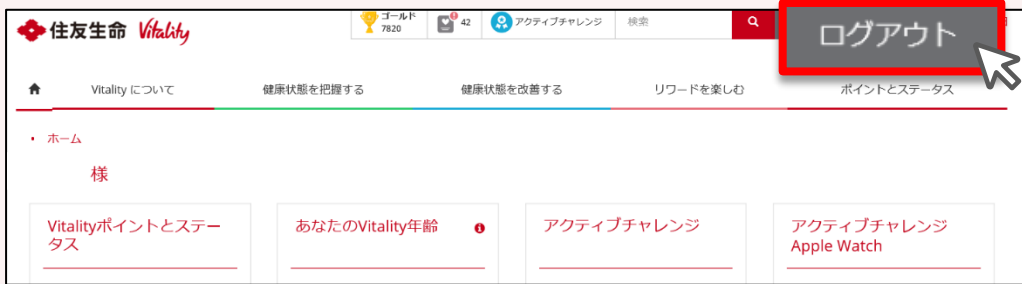 住友生命 Vitality
ゴールド
7820
42
アクティブチャレンジ
検索
ログアウト
Vitality について
健康状態を把握する
健康状態を改善する
リワードを楽しむ
ポイントとステータス
・ ホーム
様
Vitalityポイントとステー
タス
あなたのVitality年齢
アクティブチャレンジ
アクティブチャレンジ
Apple Watch